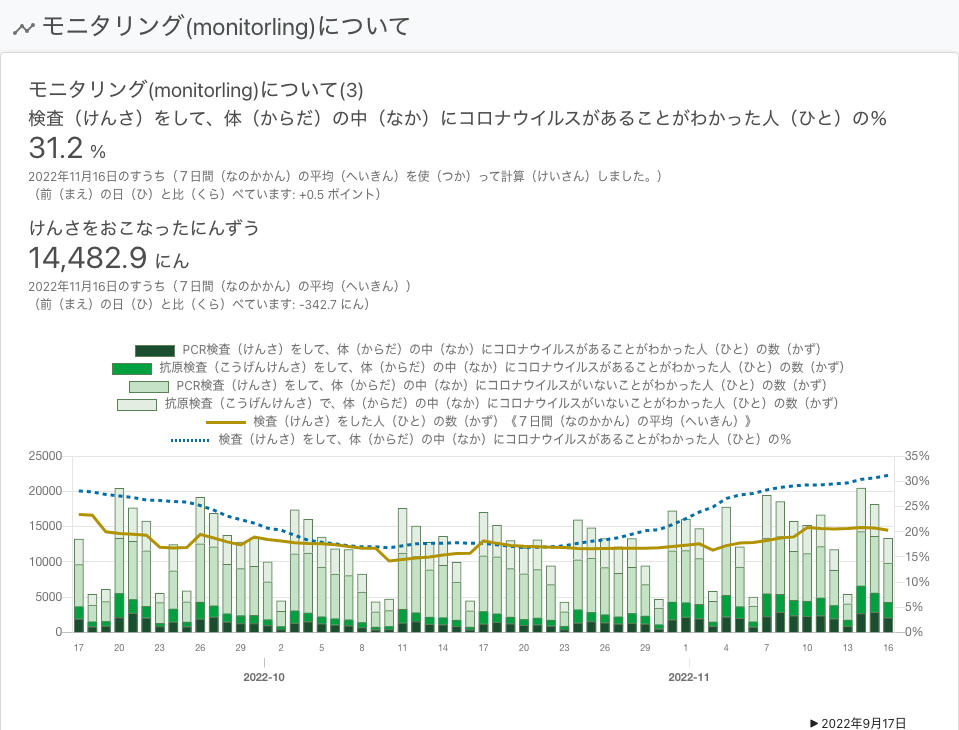 モニタリング(monitorling)について
モニタリング(monitorling)について(3)
検査（けんさ）をして、体（からだ）の中（なか）にコロナウイルスがあることがわかった人（ひと）の％
31.2 %
2022年11月16日のすうち（７日間（なのかかん）の平均（へいきん）を使（つか）って計算（けいさん）しました。）
（前（まえ）の日（ひ）と比（くら）べています: +0.5 ポイント）
けんさをおこなったにんずう
14,482.9 にん
2022年11月16日のすうち（７日間（なのかかん）の平均（へいきん））
（前（まえ）の日（ひ）と比（くら）べています: -342.7 にん）
PCR検査（けんさ）をして、体（からだ）の中（なか）にコロナウイルスがあることがわかった人（ひと）の数（かず）
抗原検査（こうげんけんさ）をして、体（からだ）の中（なか）にコロナウイルスがあることがわかった人（ひと）の数（かず）
PCR検査（けんさ）をして、体（からだ）の中（なか）にコロナウイルスがいないことがわかった人（ひと）の数（かず）
抗原検査（こうげんけんさ）で、体（からだ）の中（なか）にコロナウイルスがいないことがわかった人（ひと）の数（かず）
検査（けんさ）をした人（ひと）の数（かず）《７日間（なのかかん）の平均（へいきん）》
検査（けんさ）をして、体（からだ）の中（なか）にコロナウイルスがあることがわかった人（ひと）の％
25000 35%
20000 30%
25%
15000 20%
10000 15%
10%
5000 5%
0 0%
17 20 23 26 29 2 5 8 11 14 17 20 23 26 29 1 4 7 10 13 16
2022-10 2022-11
▶ 2022年9月17日